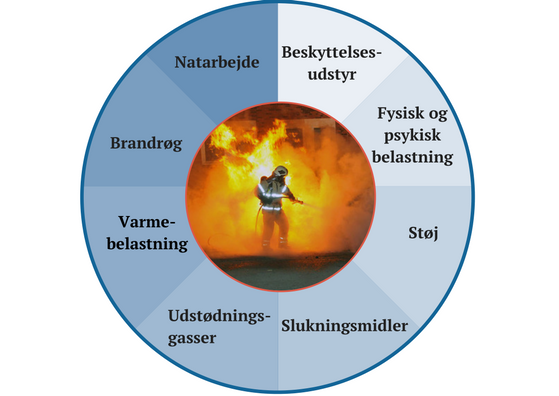 Beskyttelses-
udstyr
Fysisk og
psykisk
belastning
Støj
Slukningsmidler
Udstødnings-
gasser
Varme-
belastning
Brandrøg
Natarbejde